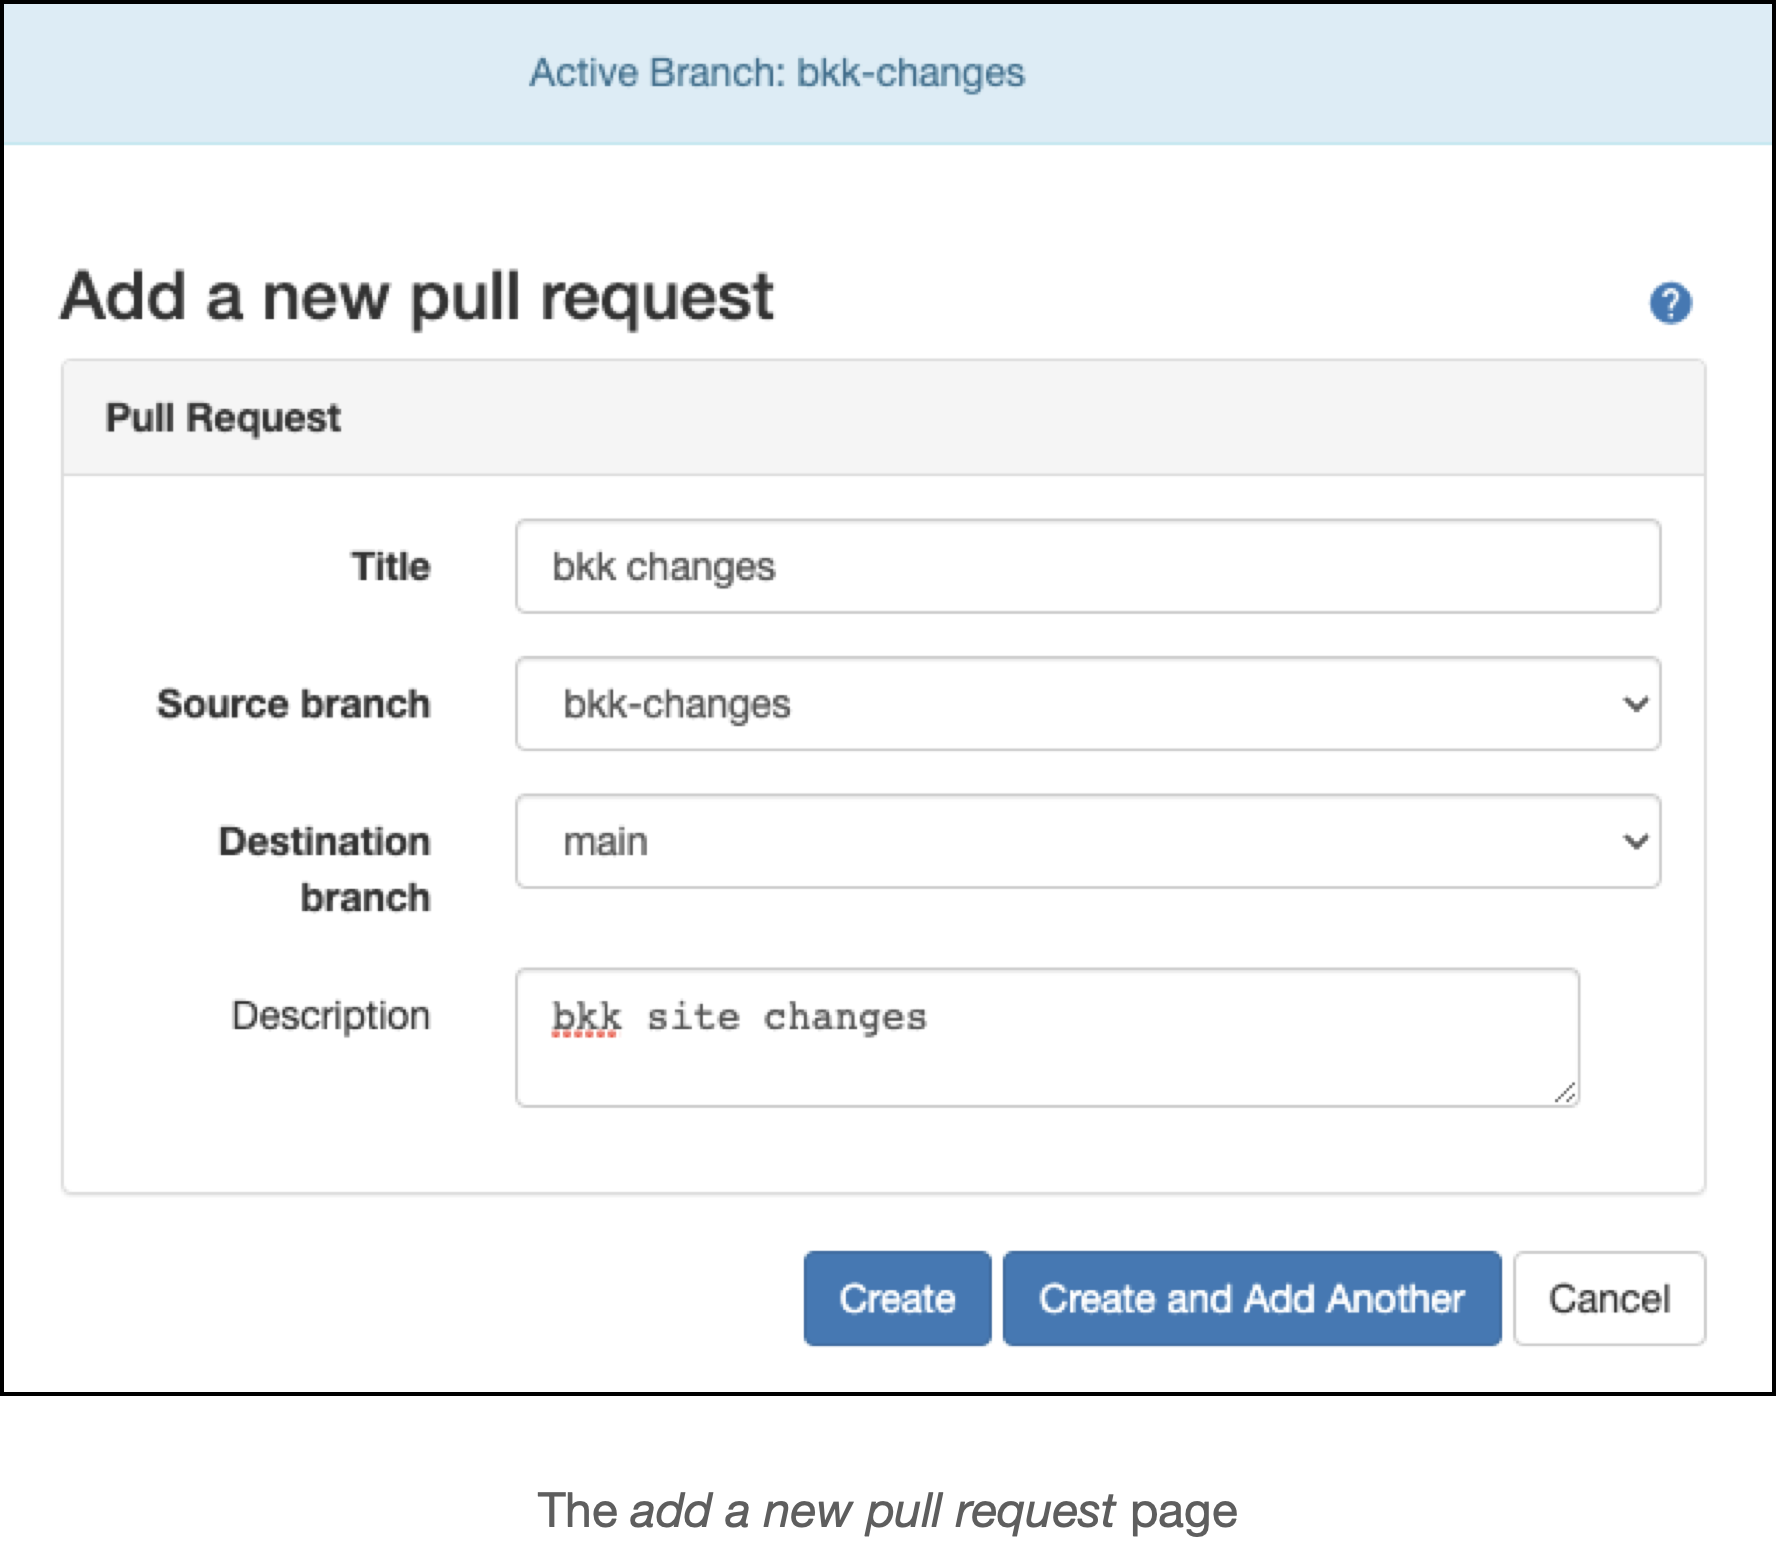 Active Branch: bkk-changes
Add a new pull request
?
Pull Request
Title
bkk changes
Source branch
bkk-changes
Destination
branch
main
Description
bkk site changes
Create
Create and Add Another
Cancel
The add a new pull request page